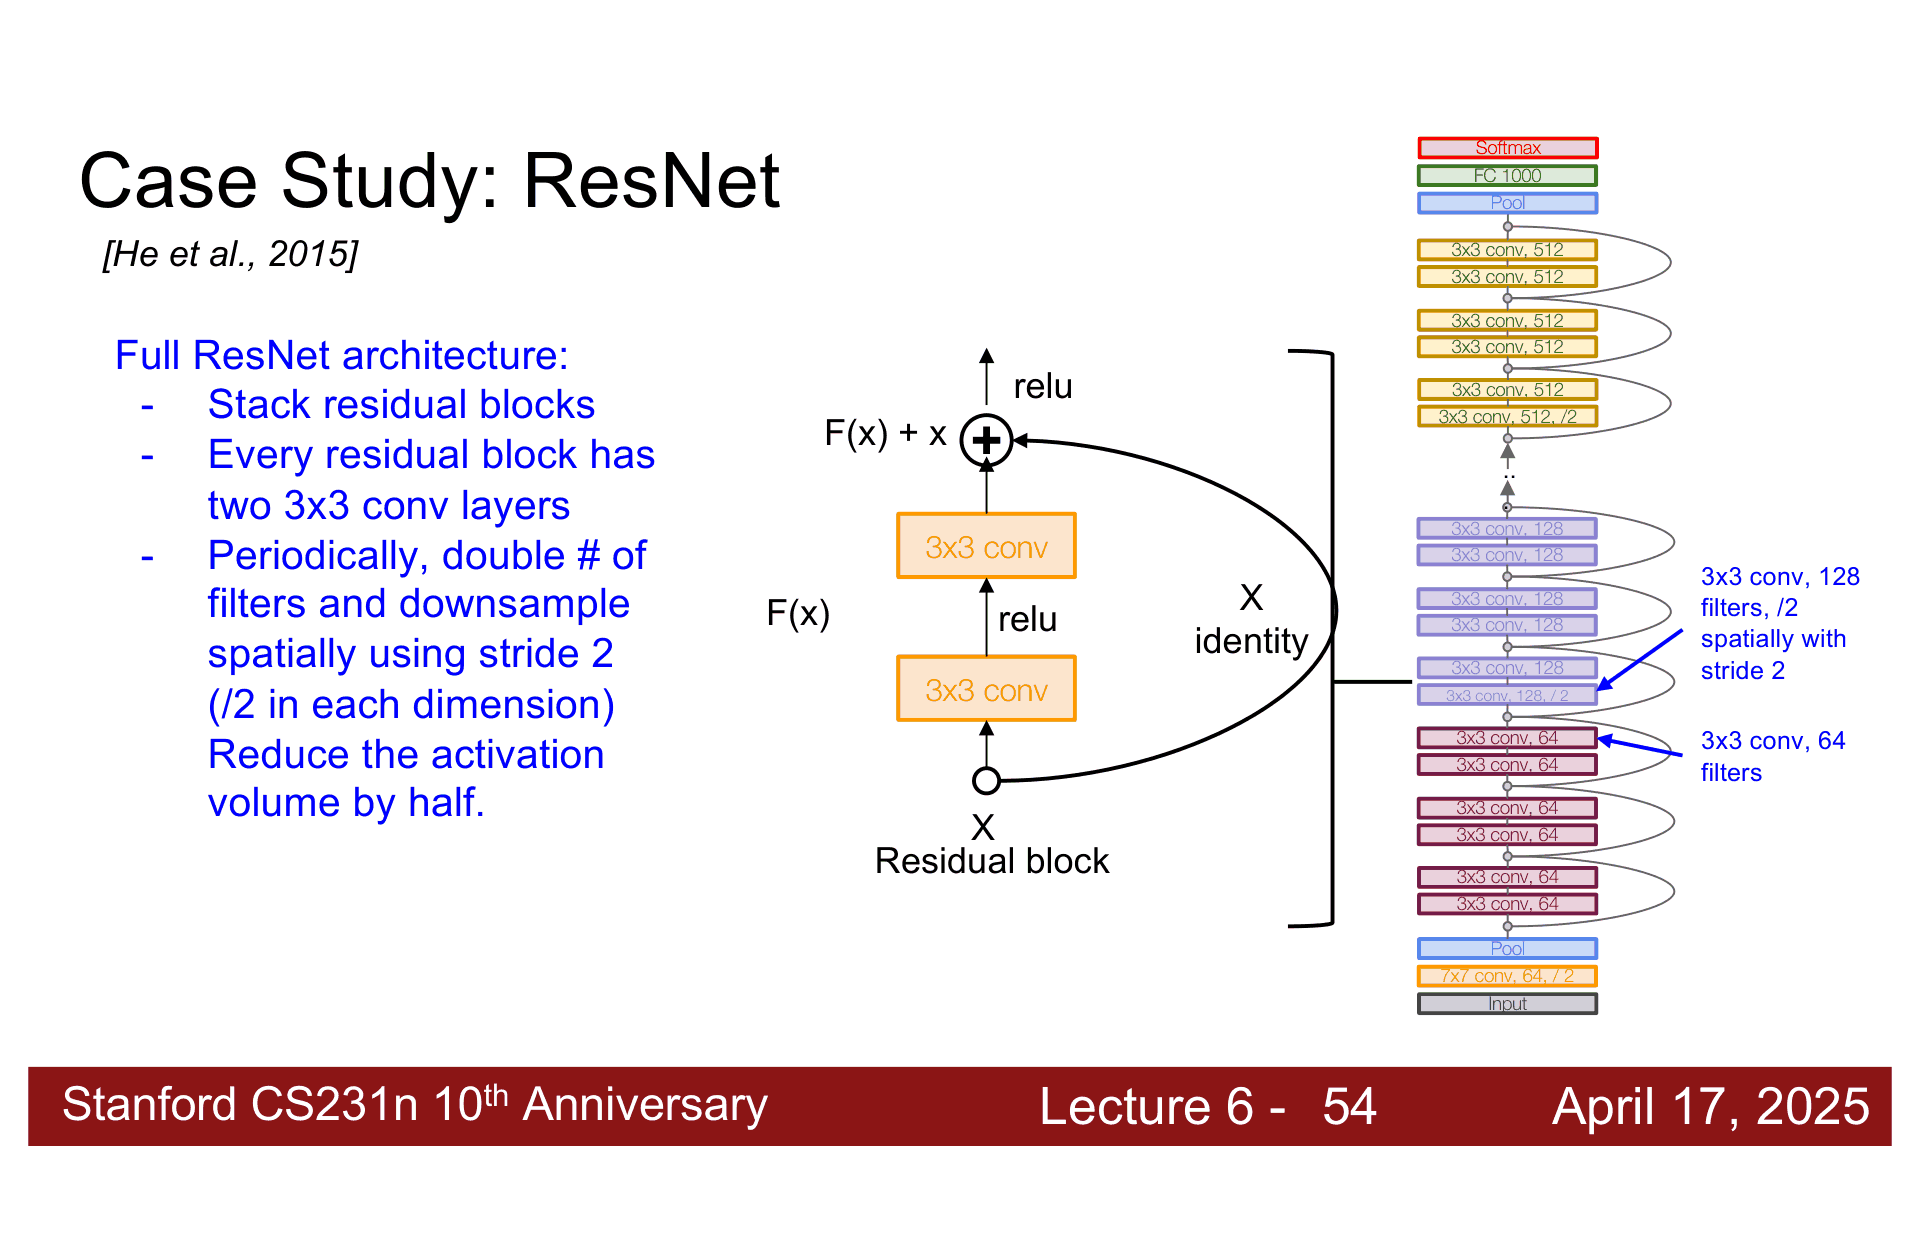 Case Study: ResNet
[He et al., 2015]
Full ResNet architecture:
- Stack residual blocks
- Every residual block has
two 3x3 conv layers
- Periodically, double # of
filters and downsample
spatially using stride 2
(/2 in each dimension)
Reduce the activation
volume by half.
relu
F(x) + x
3x3 conv
F(x)
relu
X
identity
3x3 conv
X
Residual block
Softmax
FC 1000
Pool
3x3 conv, 512
3x3 conv, 512
3x3 conv, 512
3x3 conv, 512
3x3 conv, 512
3x3 conv, 512, /2
..
3x3 conv, 128
3x3 conv, 128
3x3 conv, 128
3x3 conv, 128
3x3 conv, 128
3x3 conv, 128, / 2
3x3 conv, 64
3x3 conv, 64
3x3 conv, 64
3x3 conv, 64
3x3 conv, 64
3x3 conv, 64
Pool
7x7 conv, 64, / 2
Input
3x3 conv, 128
filters, /2
spatially with
stride 2
3x3 conv, 64
filters
Stanford CS231n 10th Anniversary
Lecture 6 - 54
April 17, 2025